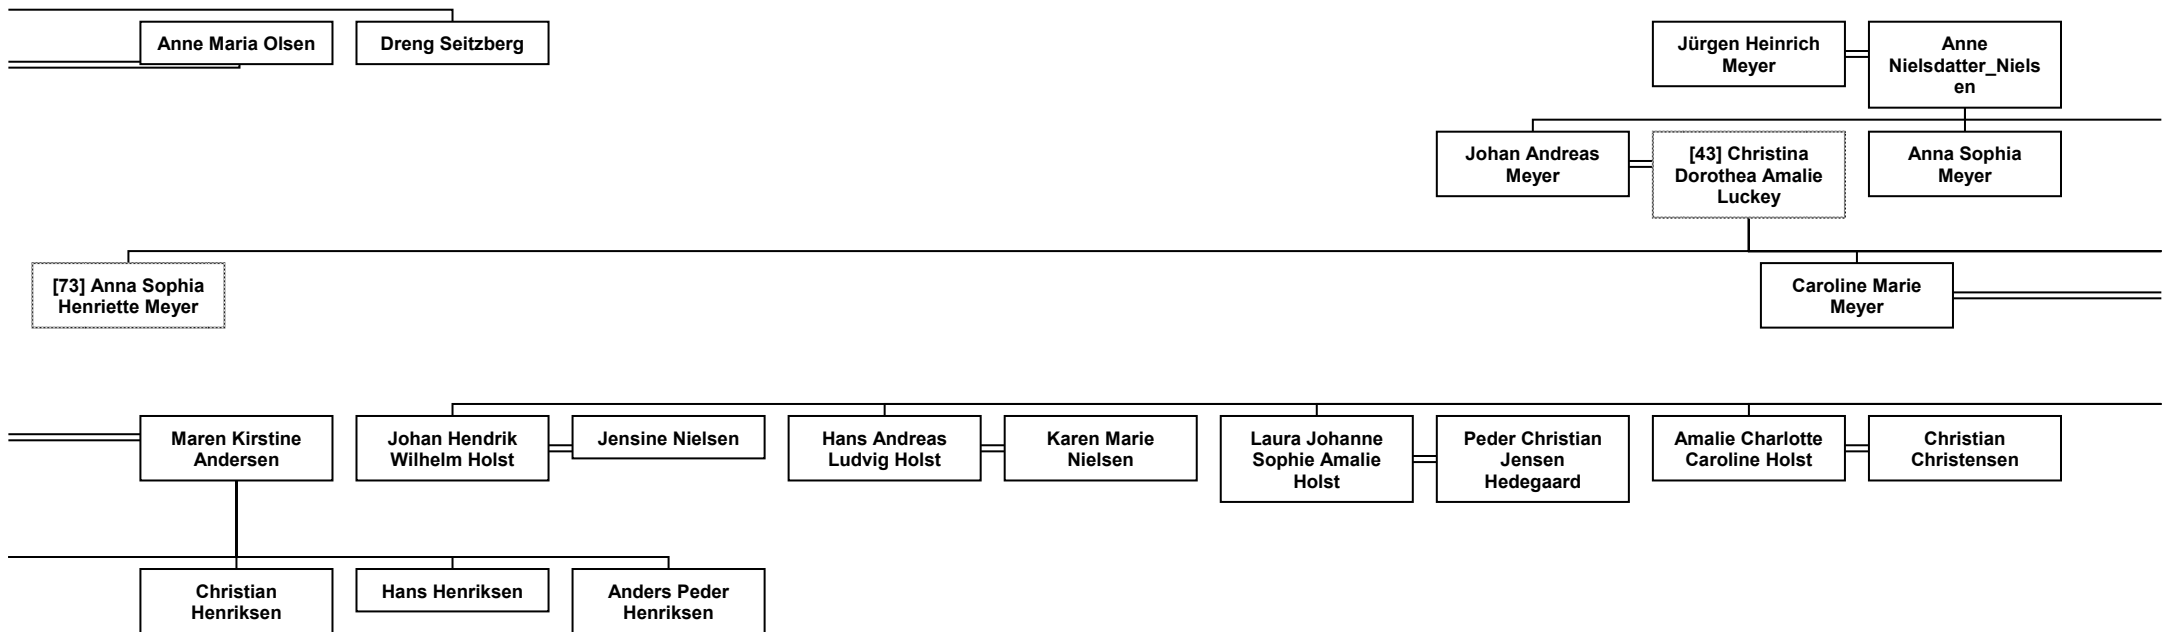 Anne Maria Olsen
Dreng Seitzberg
Jürgen Heinrich
Meyer
Anne
Nielsdatter_Niels
en
Johan Andreas
Meyer
[43] Christina
Dorothea Amalie
Luckey
Anna Sophia
Meyer
[73] Anna Sophia
Henriette Meyer
Caroline Marie
Meyer
Maren Kirstine
Andersen
Johan Hendrik
Wilhelm Holst
Jensine Nielsen
Hans Andreas
Ludvig Holst
Karen Marie
Nielsen
Laura Johanne
Sophie Amalie
Holst
Peder Christian
Jensen
Hedegaard
Amalie Charlotte
Caroline Holst
Christian
Christensen
Christian
Henriksen
Hans Henriksen
Anders Peder
Henriksen